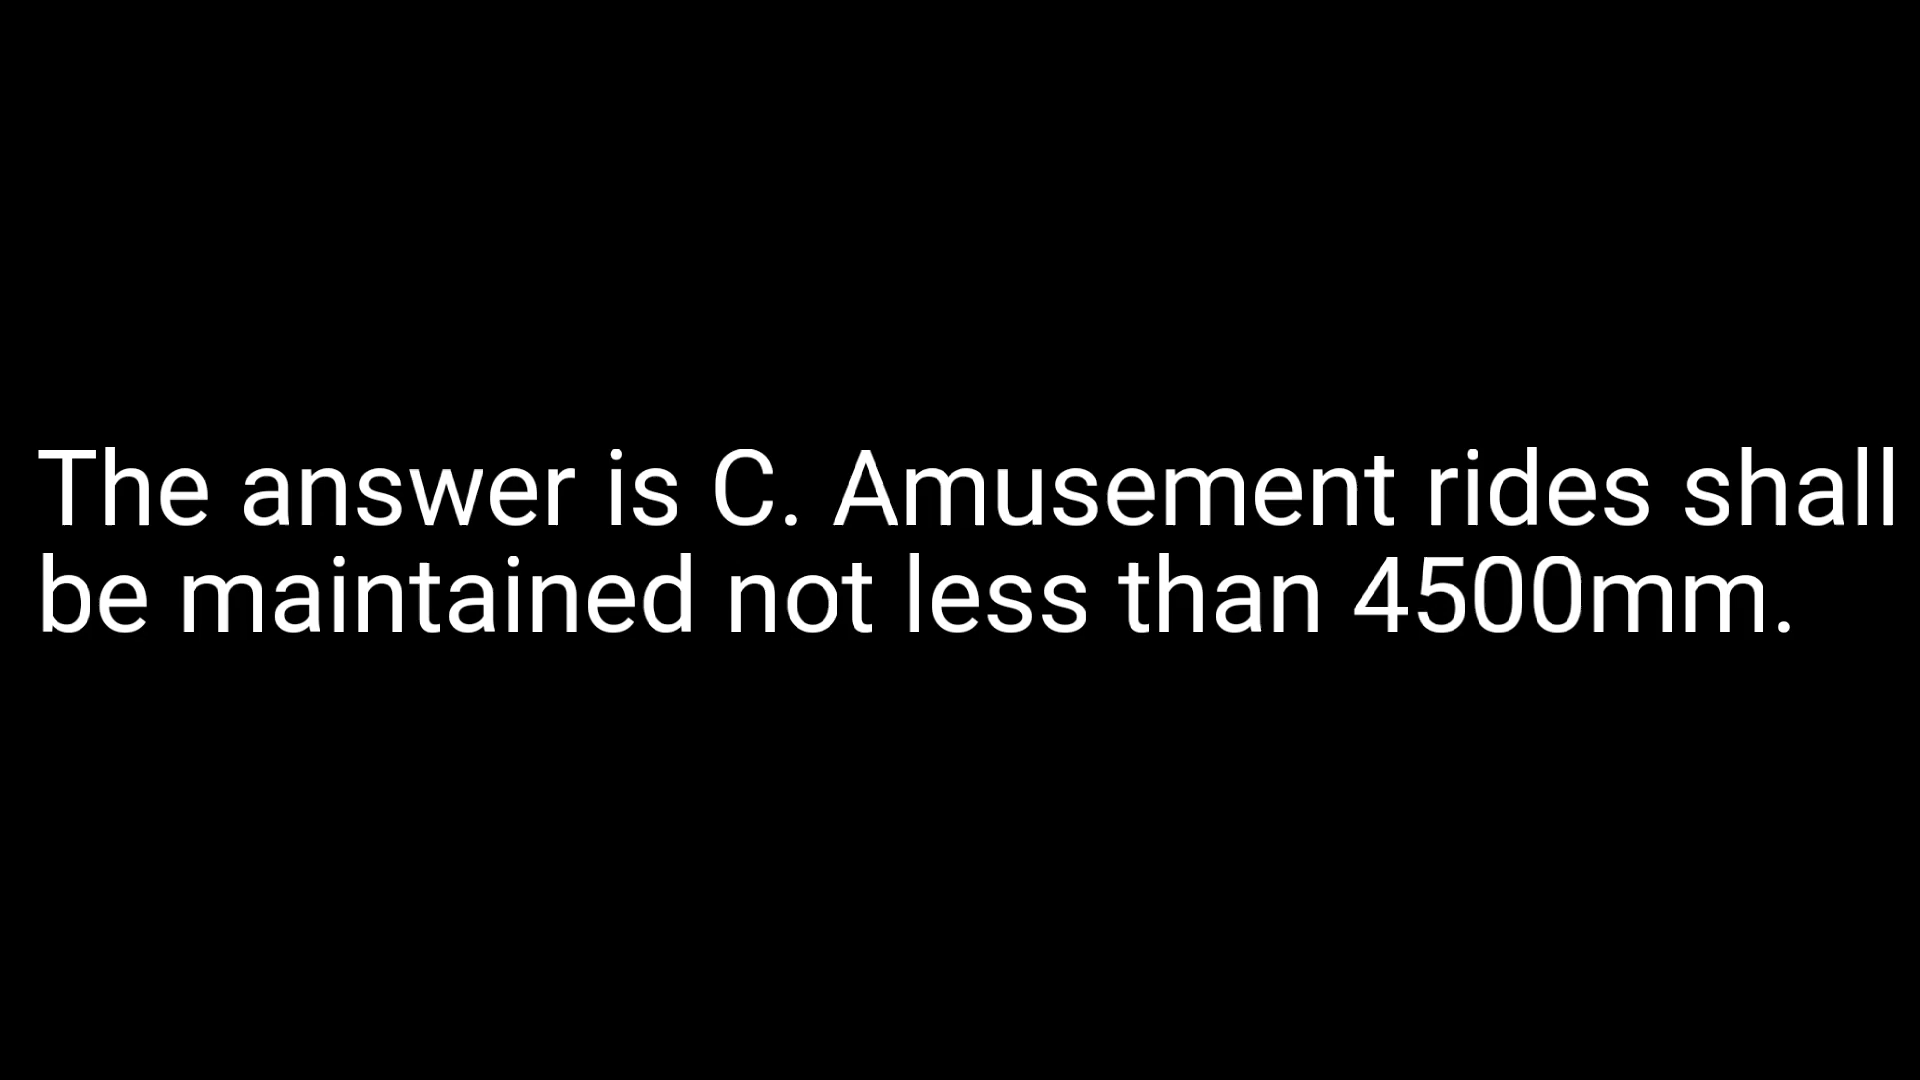 The answer is C. Amusement rides shall
be maintained not less than 4500mm.